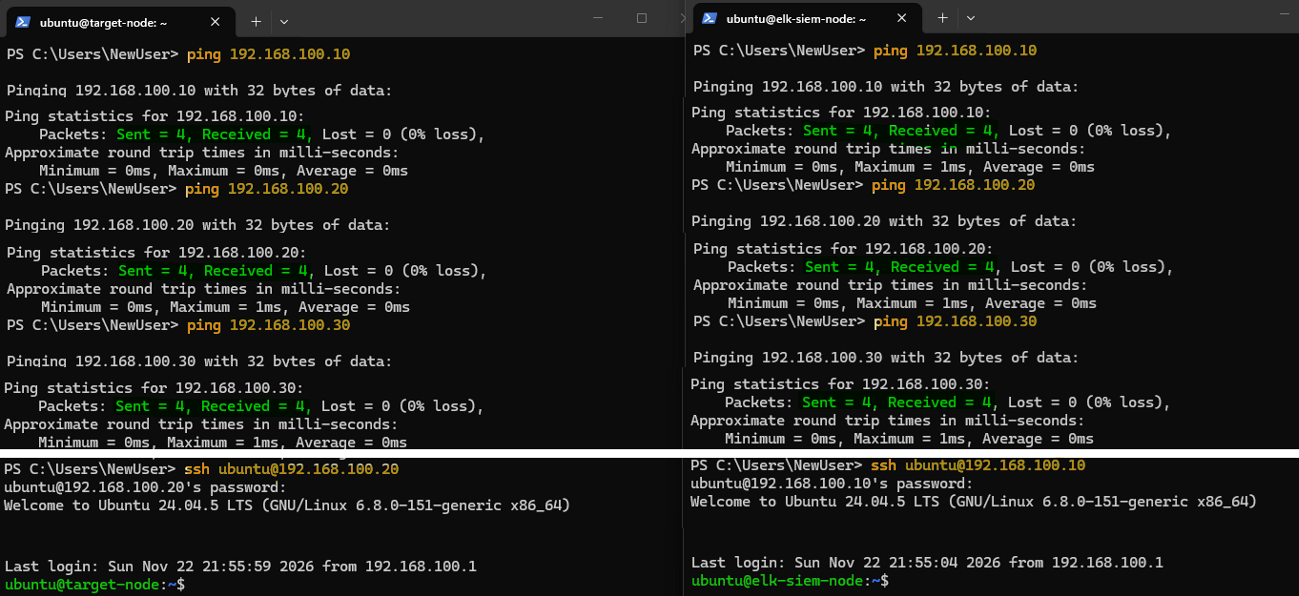 ubuntu@target-node: ~
PS C:\Users\NewUser> ping 192.168.100.10
Pinging 192.168.100.10 with 32 bytes of data:
Ping statistics for 192.168.100.10:
Packets: Sent = 4, Received = 4, Lost = 0 (0% loss),
Approximate round trip times in milli-seconds:
Minimum = 0ms, Maximum = 0ms, Average = 0ms
PS C:\Users\NewUser> ping 192.168.100.20
Pinging 192.168.100.20 with 32 bytes of data:
Ping statistics for 192.168.100.20:
Packets: Sent = 4, Received = 4, Lost = 0 (0% loss),
Approximate round trip times in milli-seconds:
Minimum = 0ms, Maximum = 1ms, Average = 0ms
PS C:\Users\NewUser> ping 192.168.100.30
Pinging 192.168.100.30 with 32 bytes of data:
Ping statistics for 192.168.100.30:
Packets: Sent = 4, Received = 4, Lost = 0 (0% loss),
Approximate round trip times in milli-seconds:
Minimum = 0ms, Maximum = 1ms, Average = 0ms
PS C:\Users\NewUser> ssh ubuntu@192.168.100.20
ubuntu@192.168.100.20's password:
Welcome to Ubuntu 24.04.5 LTS (GNU/Linux 6.8.0-151-generic x86_64)
Last login: Sun Nov 22 21:55:59 2026 from 192.168.100.1
ubuntu@target-node:~$
ubuntu@elk-siem-node: ~
PS C:\Users\NewUser> ping 192.168.100.10
Pinging 192.168.100.10 with 32 bytes of data:
Ping statistics for 192.168.100.10:
Packets: Sent = 4, Received = 4, Lost = 0 (0% loss),
Approximate round trip times in milli-seconds:
Minimum = 0ms, Maximum = 1ms, Average = 0ms
PS C:\Users\NewUser> ping 192.168.100.20
Pinging 192.168.100.20 with 32 bytes of data:
Ping statistics for 192.168.100.20:
Packets: Sent = 4, Received = 4, Lost = 0 (0% loss),
Approximate round trip times in milli-seconds:
Minimum = 0ms, Maximum = 1ms, Average = 0ms
PS C:\Users\NewUser> ping 192.168.100.30
Pinging 192.168.100.30 with 32 bytes of data:
Ping statistics for 192.168.100.30:
Packets: Sent = 4, Received = 4, Lost = 0 (0% loss),
Approximate round trip times in milli-seconds:
Minimum = 0ms, Maximum = 1ms, Average = 0ms
PS C:\Users\NewUser> ssh ubuntu@192.168.100.10
ubuntu@192.168.100.10's password:
Welcome to Ubuntu 24.04.5 LTS (GNU/Linux 6.8.0-151-generic x86_64)
Last login: Sun Nov 22 21:55:04 2026 from 192.168.100.1
ubuntu@elk-siem-node:~$